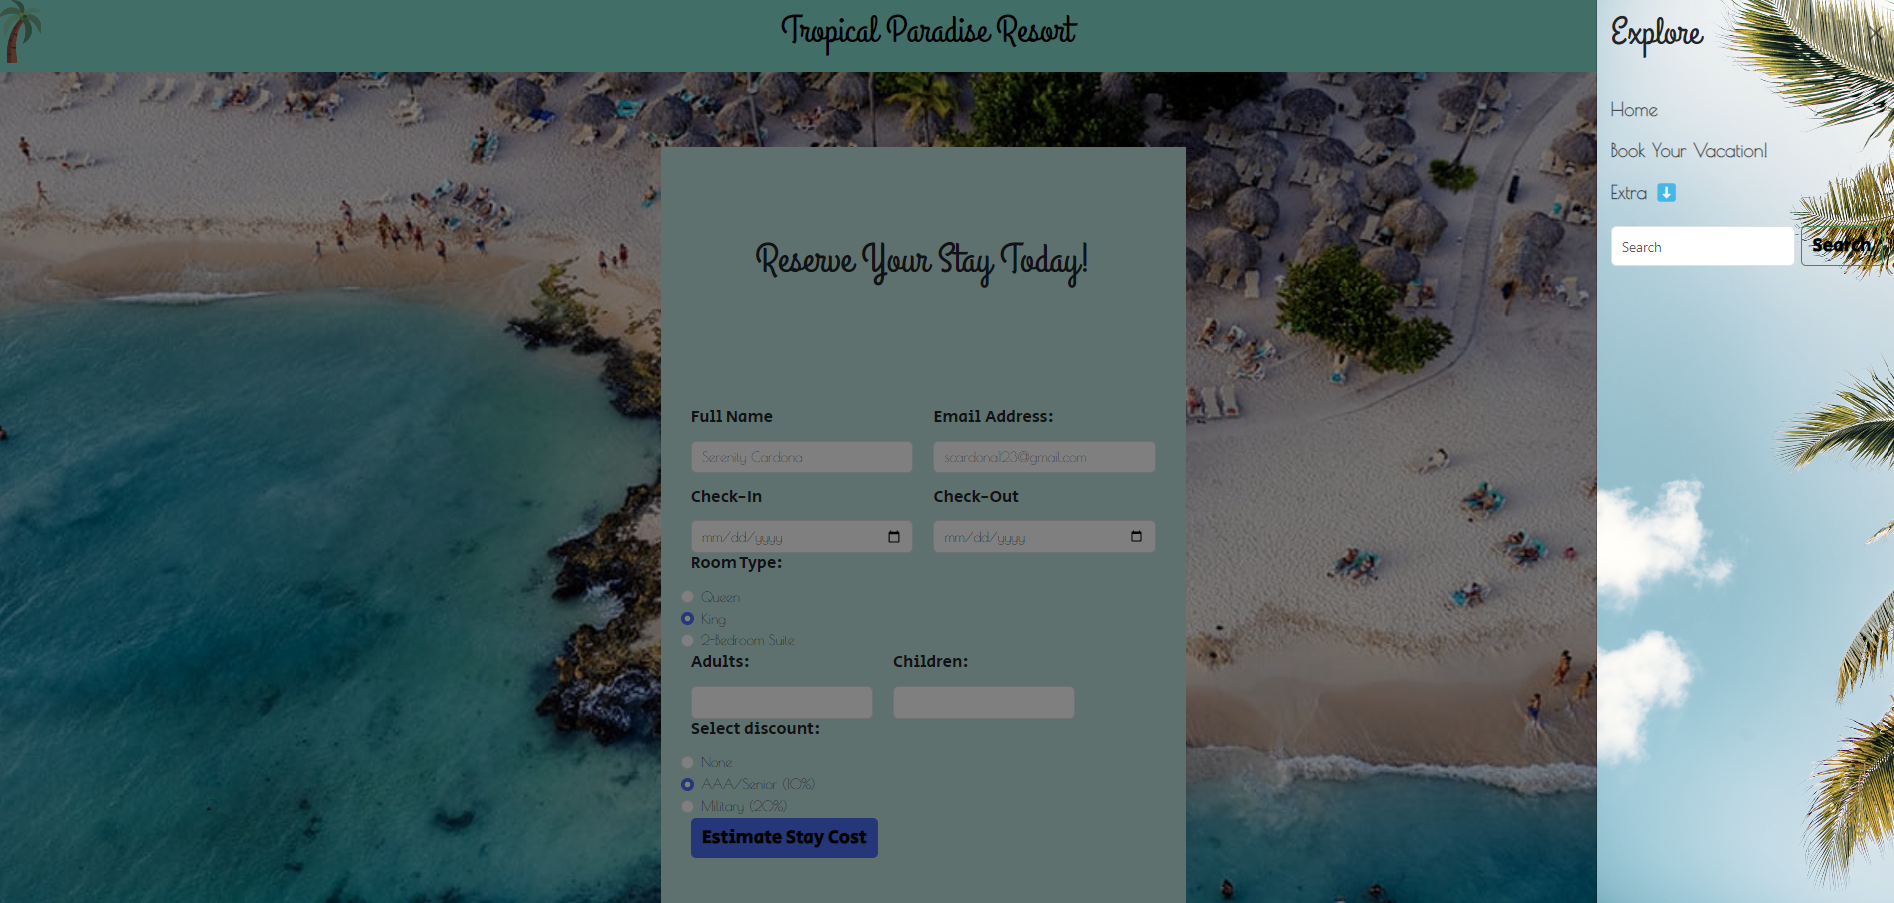 Tropical Paradise Resort
Explore
Home
Book Your Vacation!
Extra
Search
Search
Reserve Your Stay Today!
Full Name
Email Address:
Serenity Cardona
scardona123@gmail.com
Check-In
Check-Out
mm/dd/yyyy
mm/dd/yyyy
Room Type:
Queen
King
2-Bedroom Suite
Adults:
Children:
Select discount:
None
AAA/Senior (10%)
Military (20%)
Estimate Stay Cost